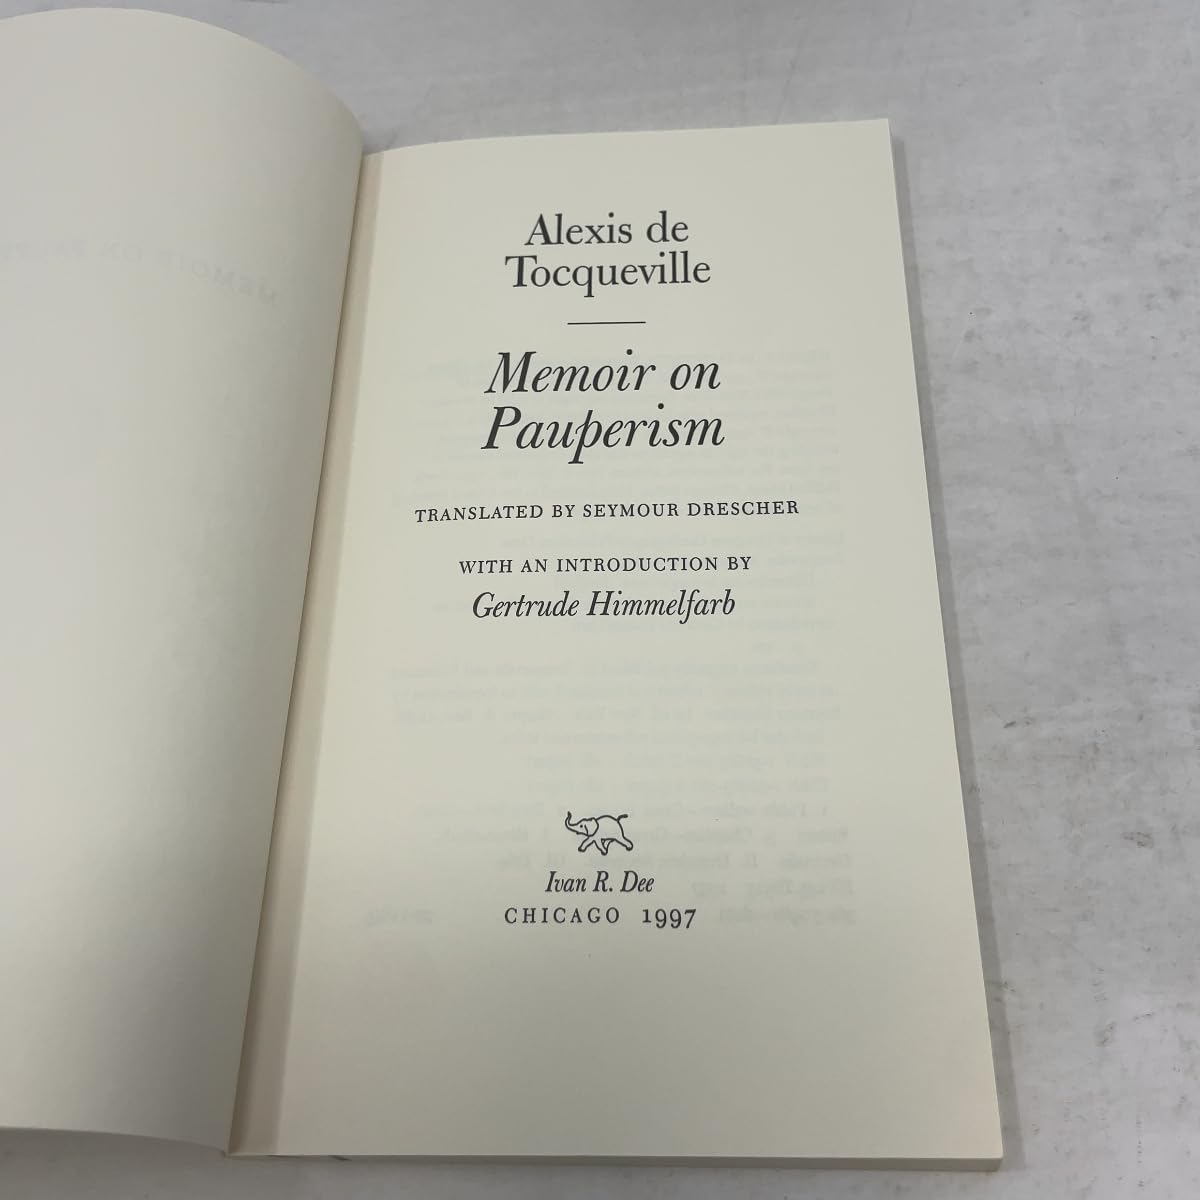 Alexis de
Tocqueville
Memoir on
Pauperism
TRANSLATED BY SEYMOUR DRESCHER
WITH AN INTRODUCTION BY
Gertrude Himmelfarb
Ivan R. Dee
CHICAGO 1997